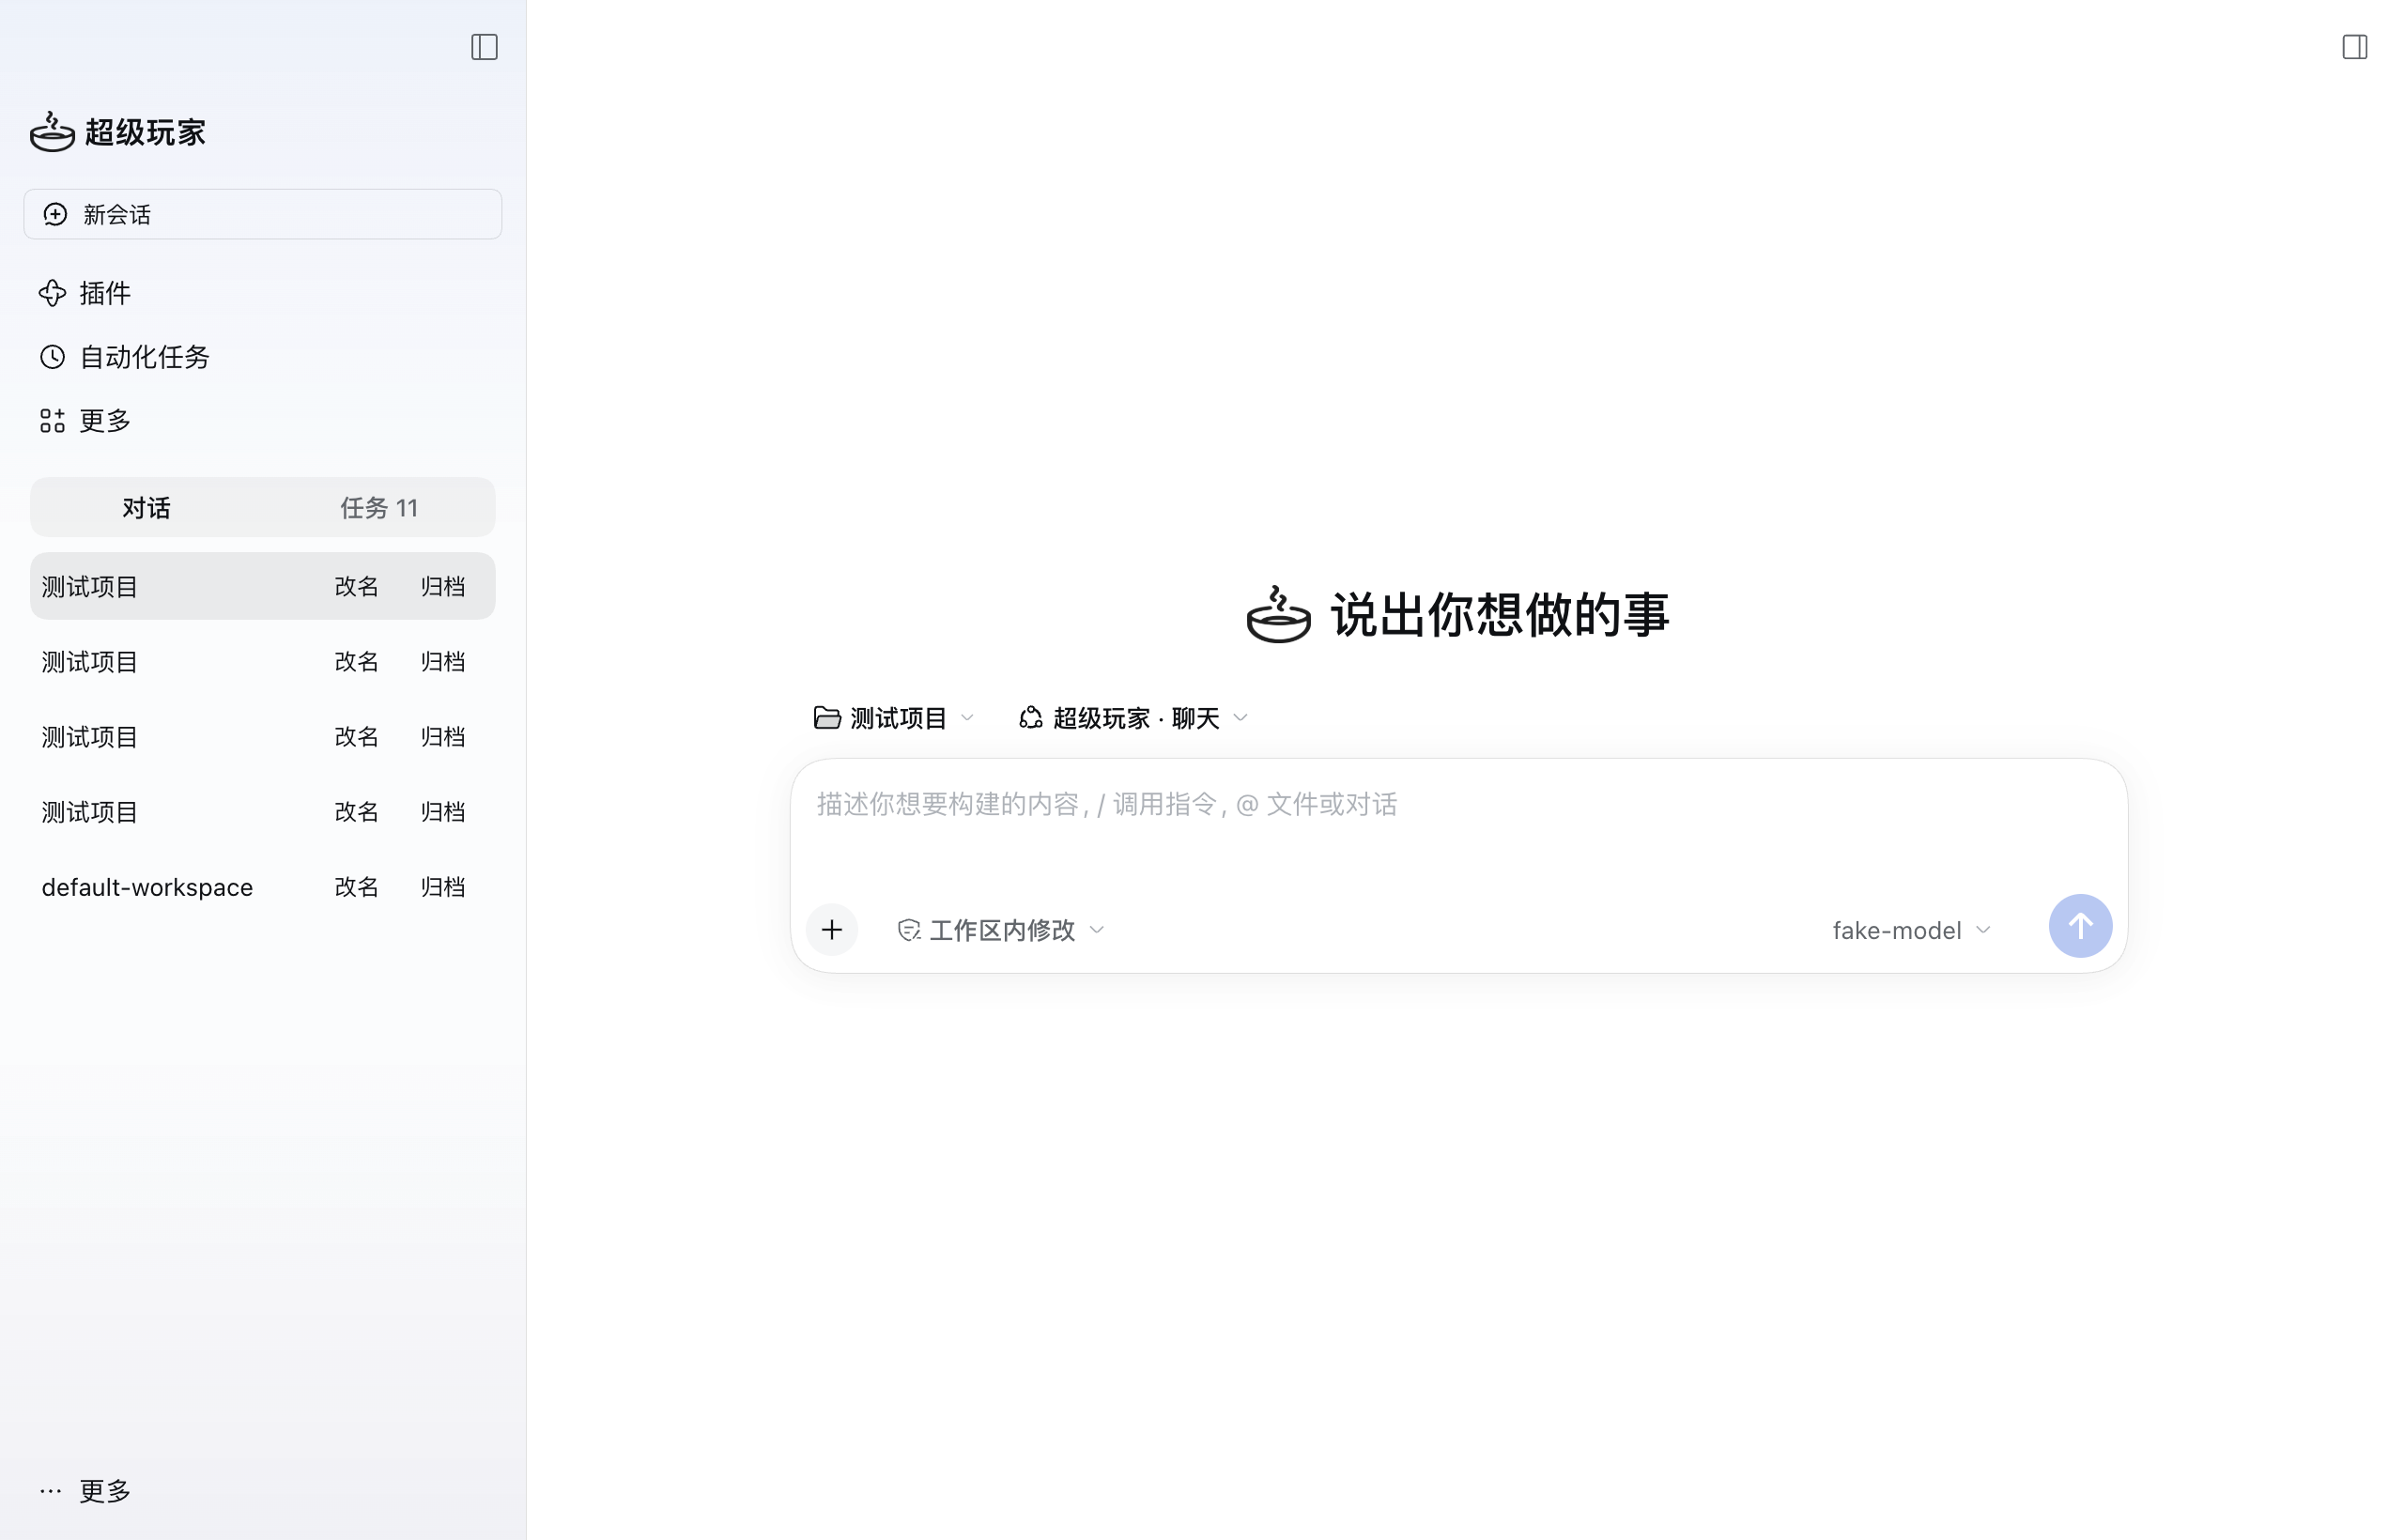 超级玩家
新会话
插件
自动化任务
更多
对话 任务 11
测试项目 改名 归档
测试项目 改名 归档
测试项目 改名 归档
测试项目 改名 归档
default-workspace 改名 归档
更多
说出你想做的事
测试项目 超级玩家 · 聊天
描述你想要构建的内容, / 调用指令, @ 文件或对话
工作区内修改 fake-model